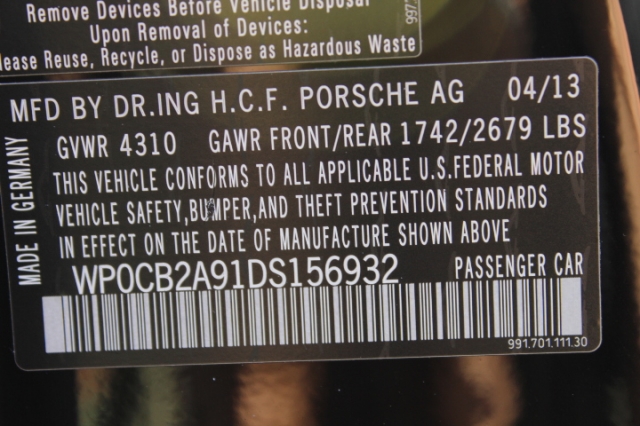 Remove Devices Before Vehicle Disposal
Upon Removal of Devices:
lease Reuse, Recycle, or Dispose as Hazardous Waste
997.
MFD BY DR.ING H.C.F. PORSCHE AG 04/13
GVWR 4310 GAWR FRONT/REAR 1742/2679 LBS
THIS VEHICLE CONFORMS TO ALL APPLICABLE U.S.FEDERAL MOTOR
VEHICLE SAFETY,BUMPER,AND THEFT PREVENTION STANDARDS
IN EFFECT ON THE DATE OF MANUFACTURE SHOWN ABOVE
WP0CB2A91DS156932 PASSENGER CAR
991.701.111.30
MADE IN GERMANY